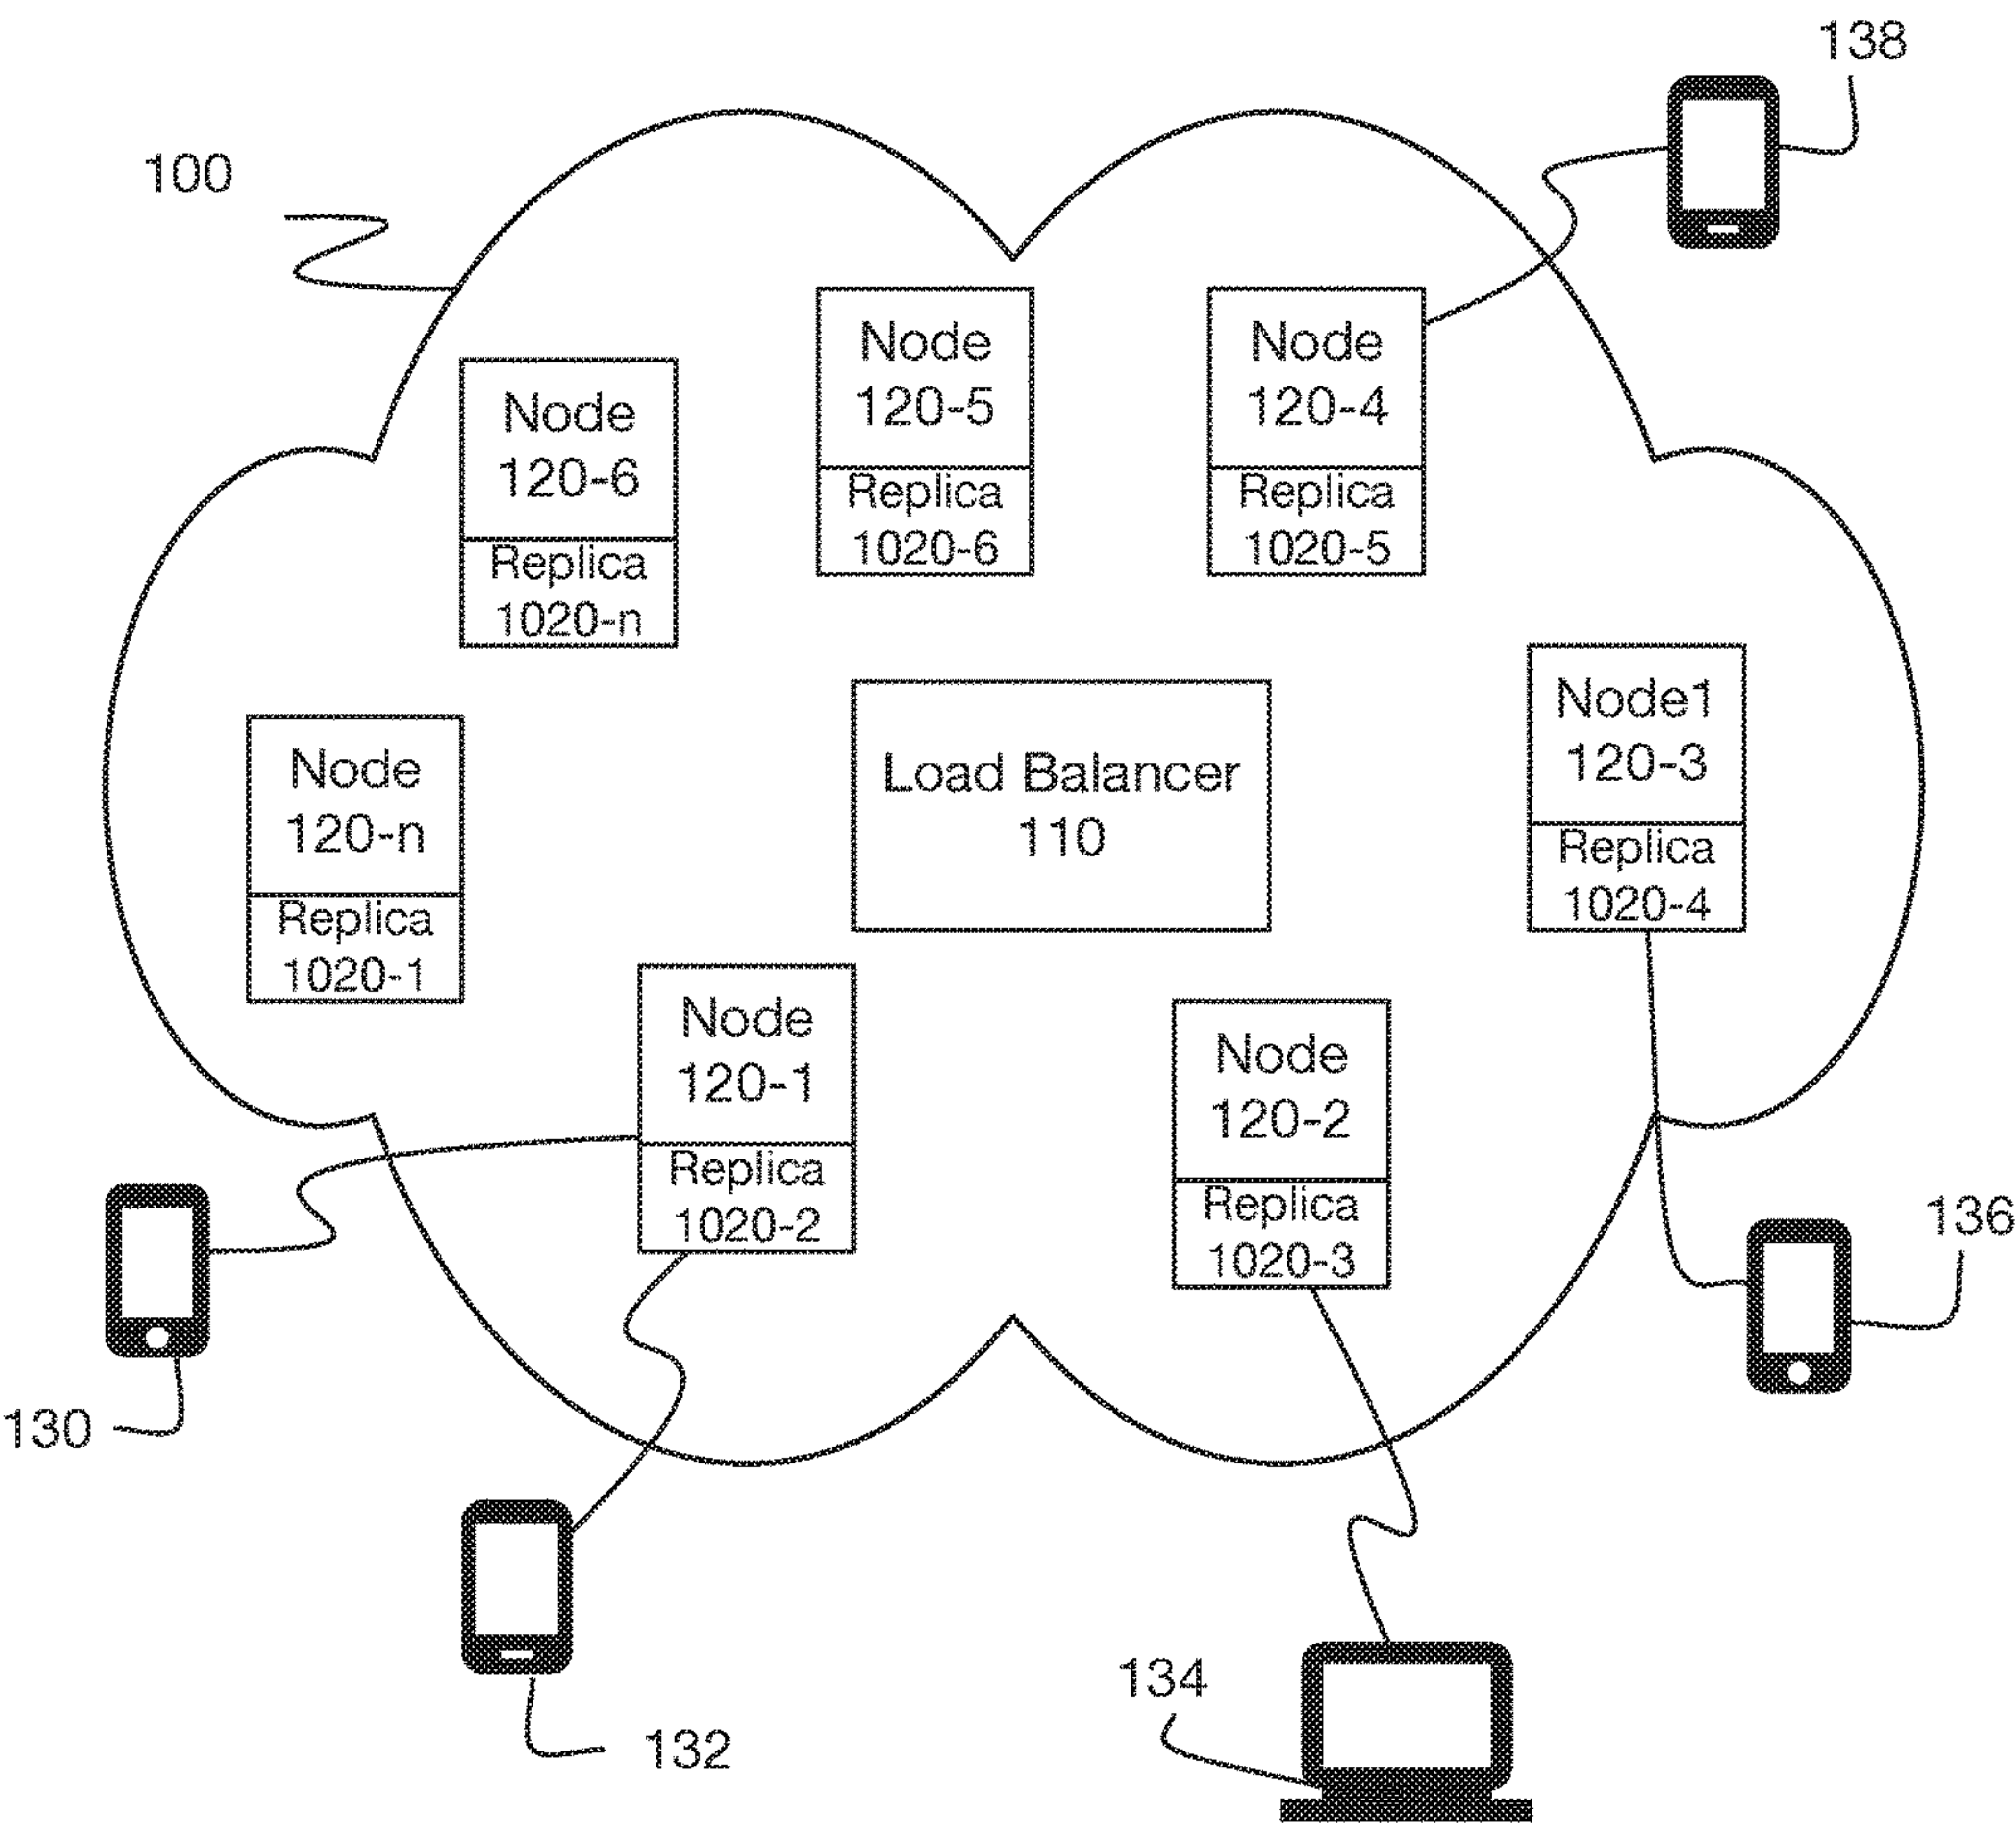 138
100
Node
120-5
Replica
1020-6
Node
120-4
Replica
1020-5
Node
120-6
Replica
1020-n
Node1
120-3
Replica
1020-4
Load Balancer
110
Node
120-n
Replica
1020-1
Node
120-1
Replica
1020-2
Node
120-2
Replica
1020-3
136
130
134
132